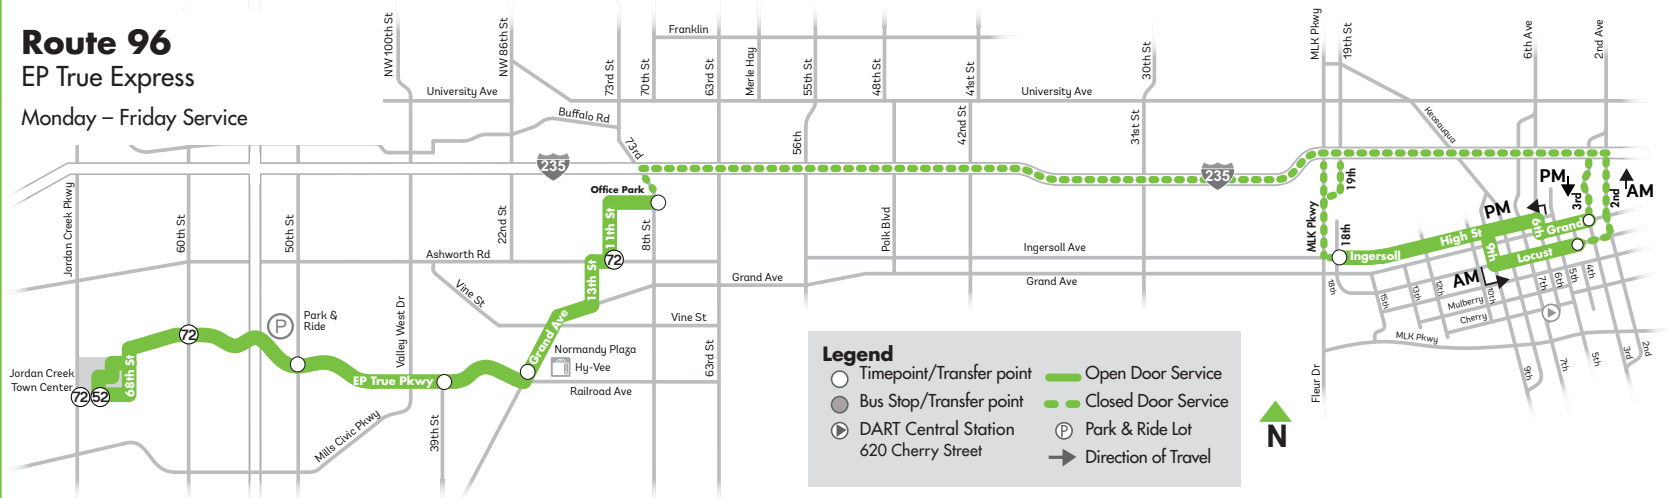 Route 96
EP True Express
Monday – Friday Service
NW 100th St
NW 86th St
73rd St
70th St
63rd St
Merle Hay
55th St
48th St
41st St
30th St
MLK Pkwy
19th St
6th Ave
2nd Ave
Franklin
University Ave
University Ave
Buffalo Rd
73rd
56th
42nd St
31st St
Keosauqua
235
235
Office Park
Jordan Creek Pkwy
60th St
50th St
22nd St
11th St
8th St
Polk Blvd
MLK Pkwy
19th
18th
PM
PM
3rd
2nd
AM
Ashworth Rd
72
13th St
Grand Ave
Ingersoll Ave
Grand Ave
Ingersoll
High St
6th
Grand
9th
Locust
AM
Vine St
Vine St
18th
15th
13th
12th
10th
7th
6th
5th
4th
Mulberry
Cherry
MLK Pkwy
P
Park &
Ride
Valley West Dr
72
68th St
Grand Ave
Normandy Plaza
Hy-Vee
Railroad Ave
63rd St
Jordan Creek
Town Center
72
52
EP True Pkwy
Mills Civic Pkwy
39th St
Fleur Dr
9th
7th
5th
3rd
2nd
Legend
Timepoint/Transfer point
Bus Stop/Transfer point
DART Central Station
620 Cherry Street
Open Door Service
Closed Door Service
P
Park & Ride Lot
Direction of Travel
N